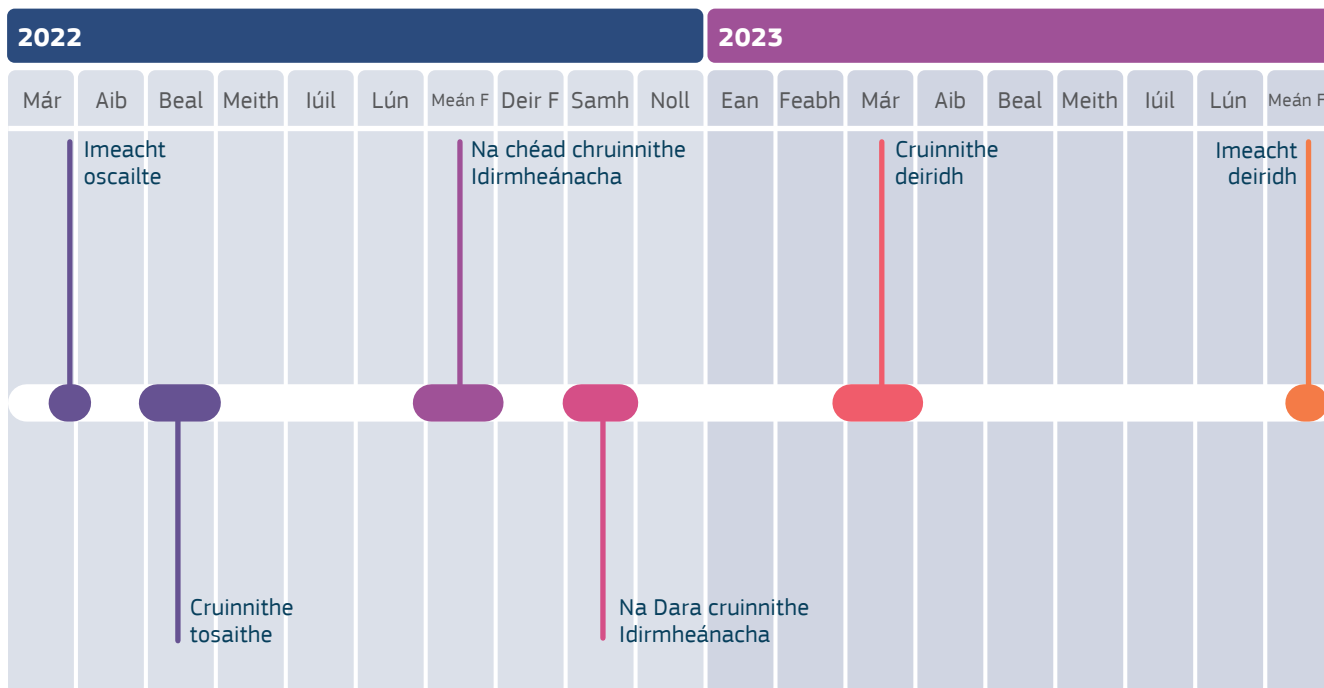 2022 2023
Már Aib Beal Meith Iúil Lún Meán F Deir F Samh Noll Ean Feabh Már Aib Beal Meith Iúil Lún Meán F
Imeacht
oscailte
Na chéad chruinnithe
Idirmheánacha
Cruinnithe
deiridh
Imeacht
deiridh
Cruinnithe
tosaithe
Na Dara cruinnithe
Idirmheánacha